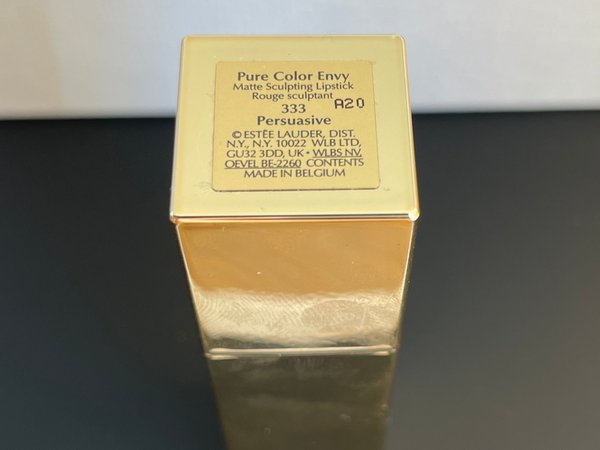 Pure Color Envy
Matte Sculpting Lipstick
Rouge sculptant
333 A20
Persuasive
© ESTÉE LAUDER, DIST.
N.Y., N.Y. 10022 WLB LTD,
GU32 3DD, UK • WLBS NV,
OEVEL BE-2260 CONTENTS
MADE IN BELGIUM